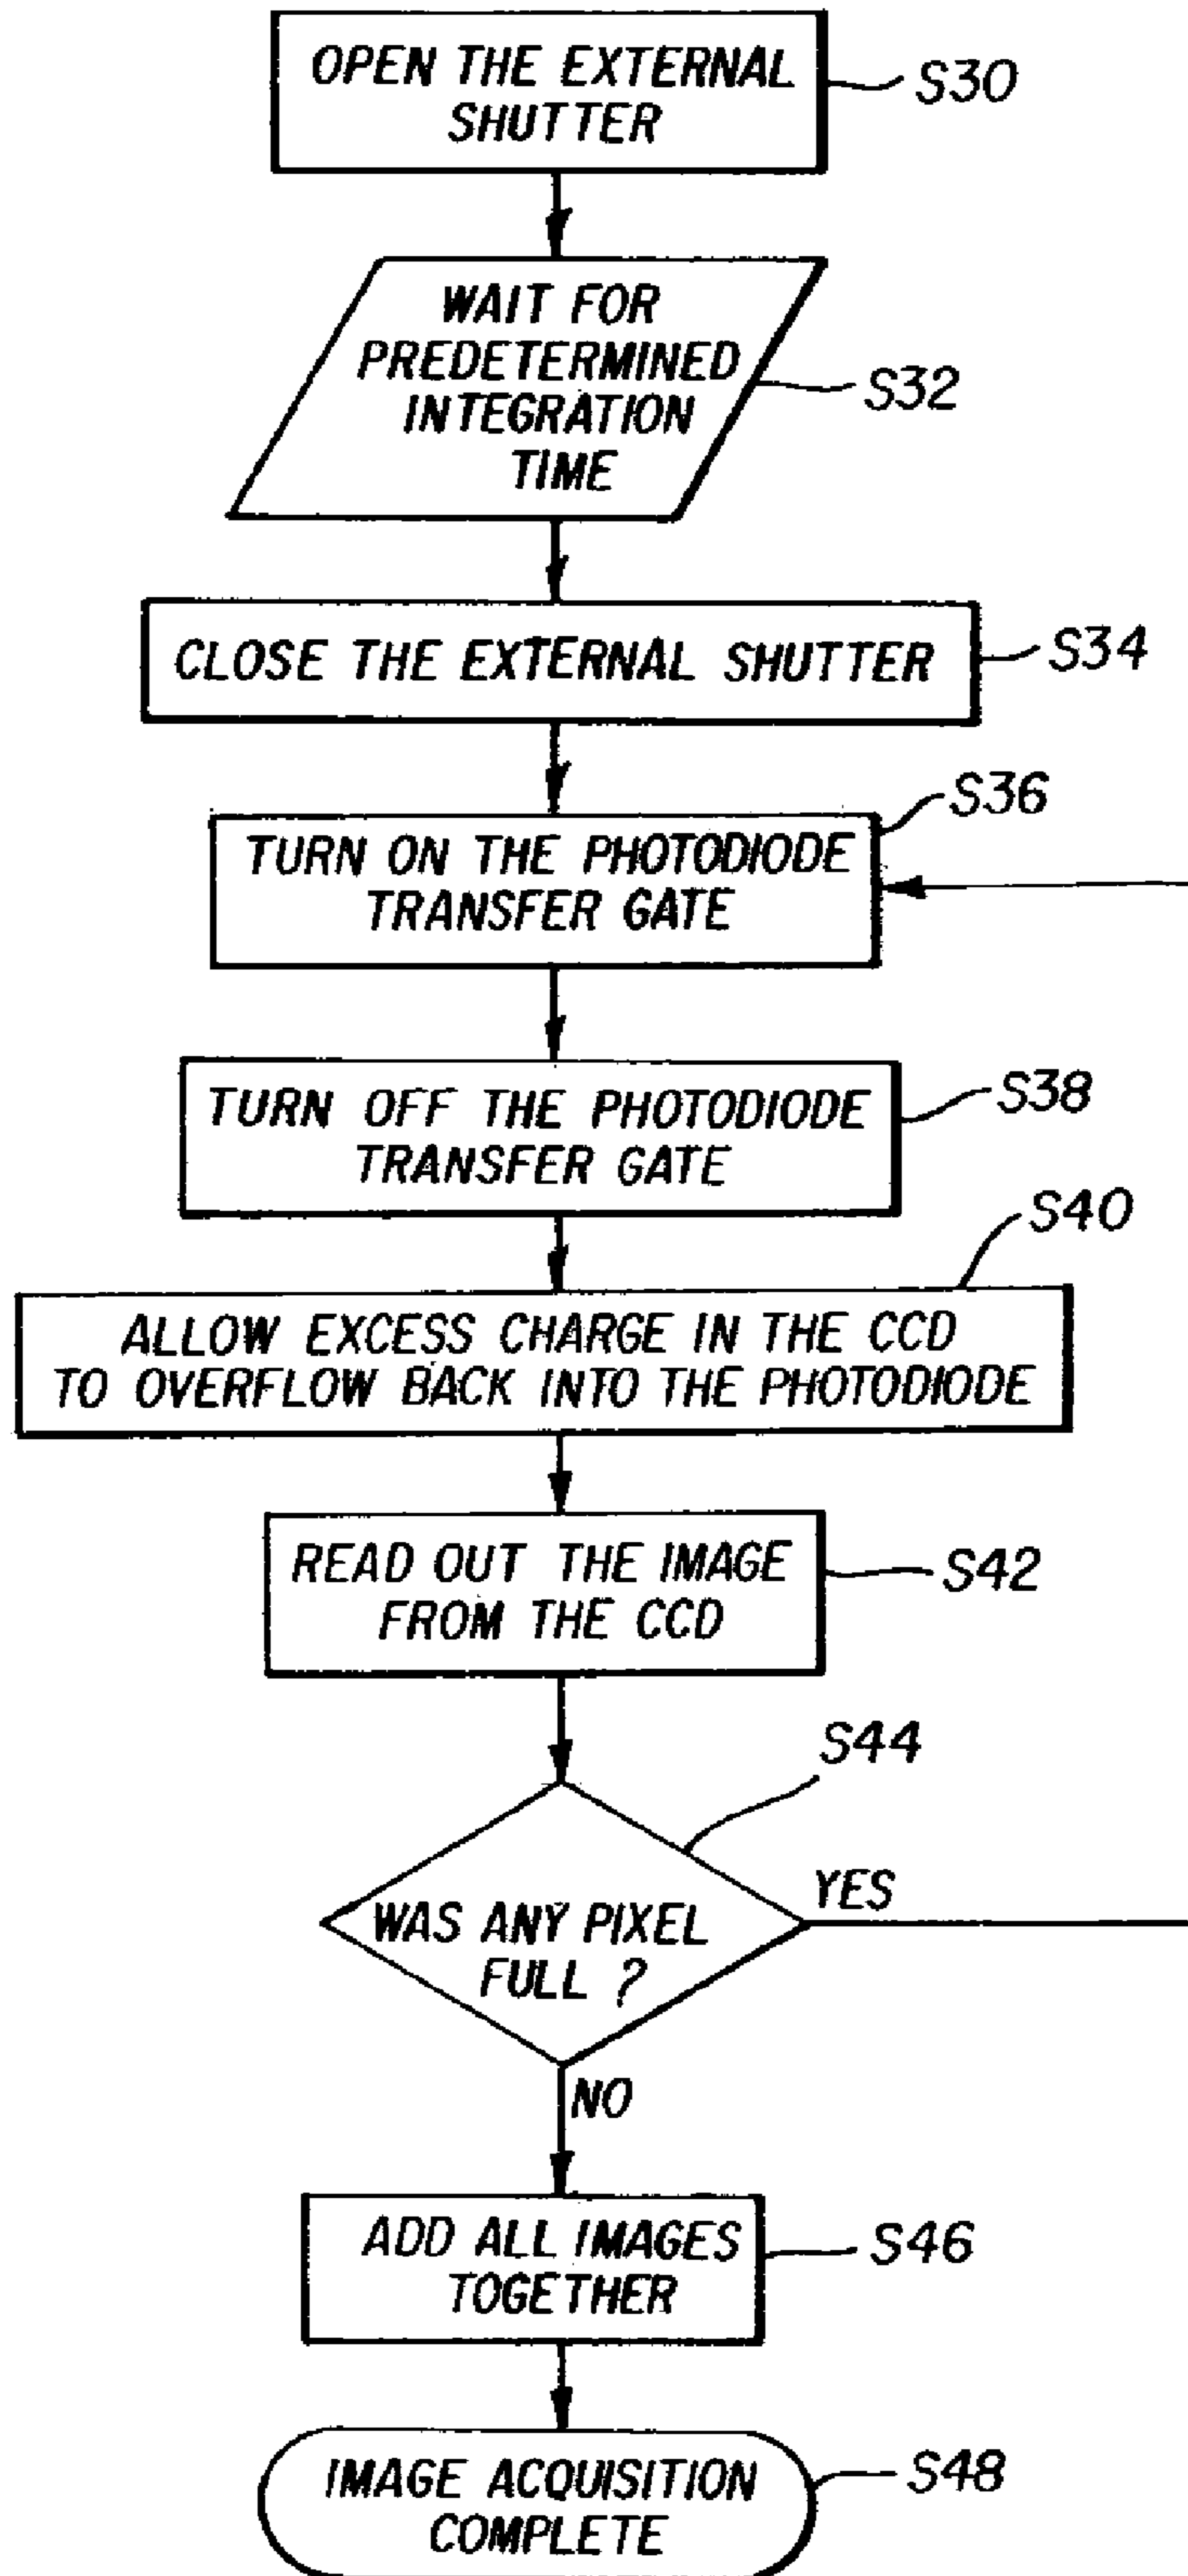 OPEN THE EXTERNAL
SHUTTER
S30
WAIT FOR
PREDETERMINED
INTEGRATION
TIME
S32
CLOSE THE EXTERNAL SHUTTER
S34
S36
TURN ON THE PHOTODIODE
TRANSFER GATE
TURN OFF THE PHOTODIODE
TRANSFER GATE
S38
S40
ALLOW EXCESS CHARGE IN THE CCD
TO OVERFLOW BACK INTO THE PHOTODIODE
READ OUT THE IMAGE
FROM THE CCD
S42
S44
WAS ANY PIXEL
FULL ?
YES
NO
ADD ALL IMAGES
TOGETHER
S46
IMAGE ACQUISITION
COMPLETE
S48